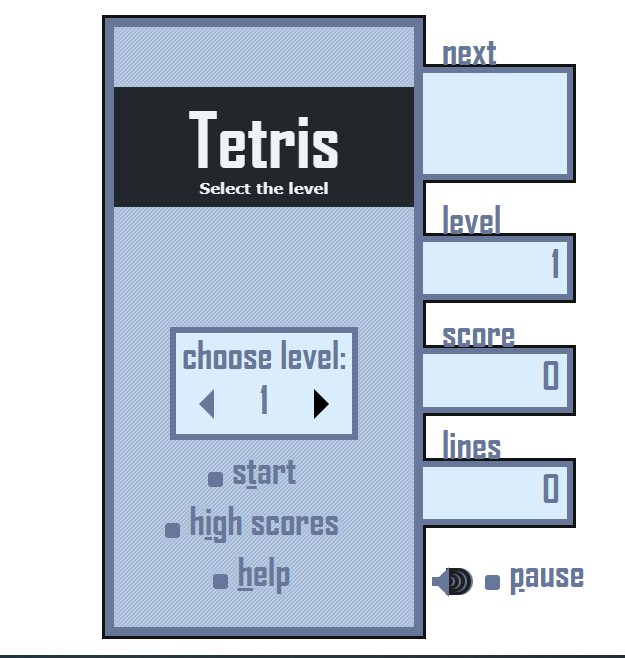 Tetris
Select the level
choose level:
1
start
high scores
help
next
level
1
score
0
lines
0
pause